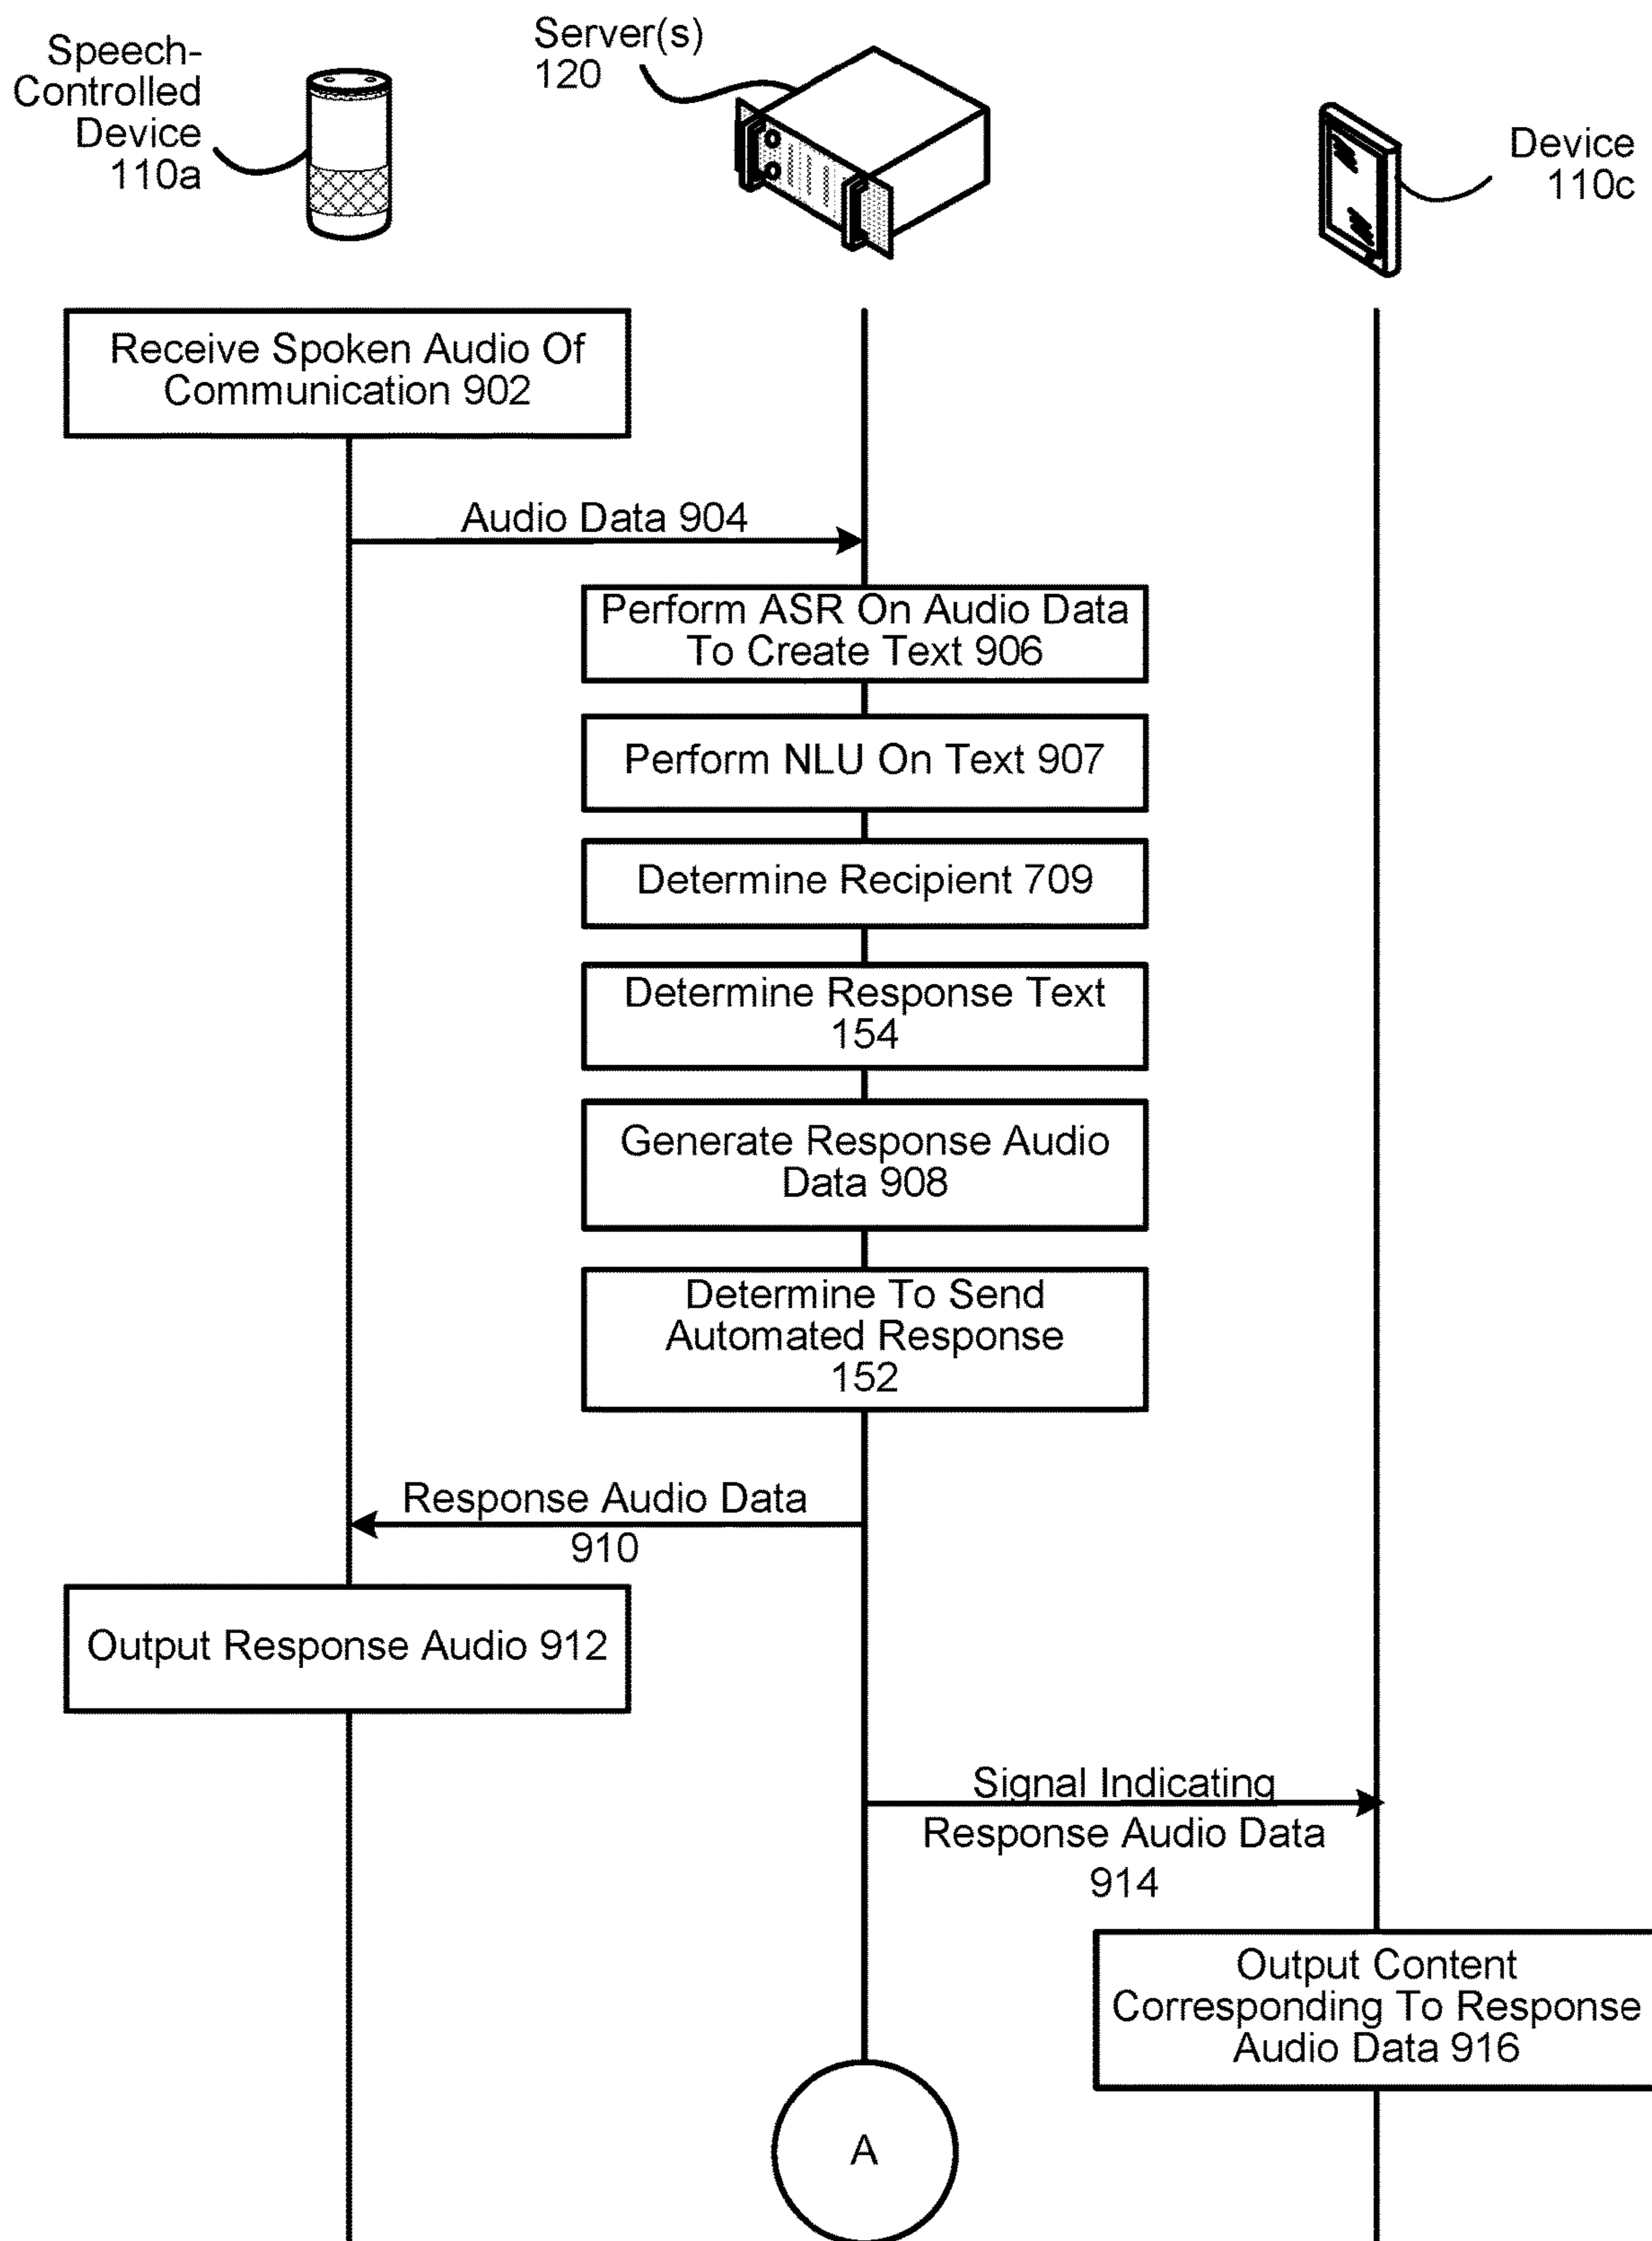 Speech-
Controlled
Device
110a
Server(s)
120
Device
110c
Receive Spoken Audio Of
Communication 902
Audio Data 904
Perform ASR On Audio Data
To Create Text 906
Perform NLU On Text 907
Determine Recipient 709
Determine Response Text
154
Generate Response Audio
Data 908
Determine To Send
Automated Response
152
Response Audio Data
910
Output Response Audio 912
Signal Indicating
Response Audio Data
914
Output Content
Corresponding To Response
Audio Data 916
A